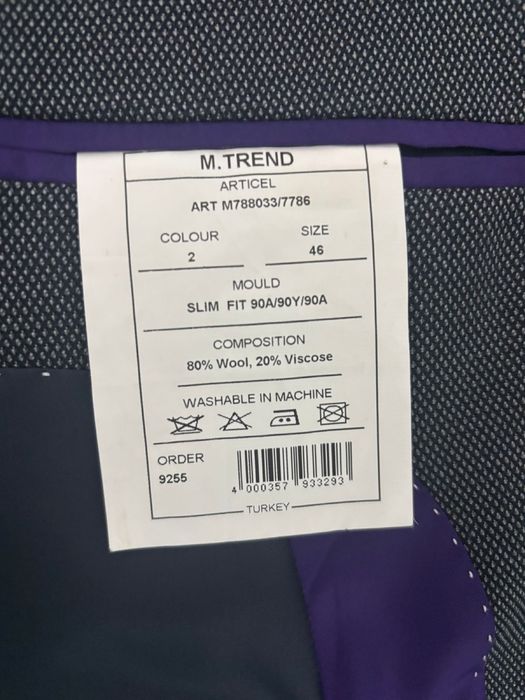 M.TREND
ARTICEL
ART M788033/7786
COLOUR SIZE
2 46
MOULD
SLIM FIT 90A/90Y/90A
COMPOSITION
80% Wool, 20% Viscose
WASHABLE IN MACHINE
ORDER
9255
4 000357 933293
TURKEY